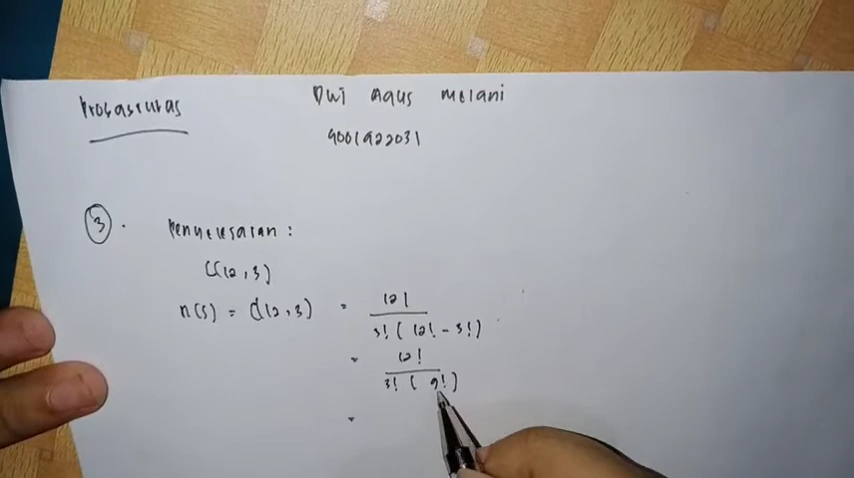 Probabilitas
Dwi Agus Melani
4001922031
3. Penyelesaian :
C(12,3)
n(s) = C(12,3) = 12!
3! ( 12! - 3!)
= 12!
3! ( 9!)
=